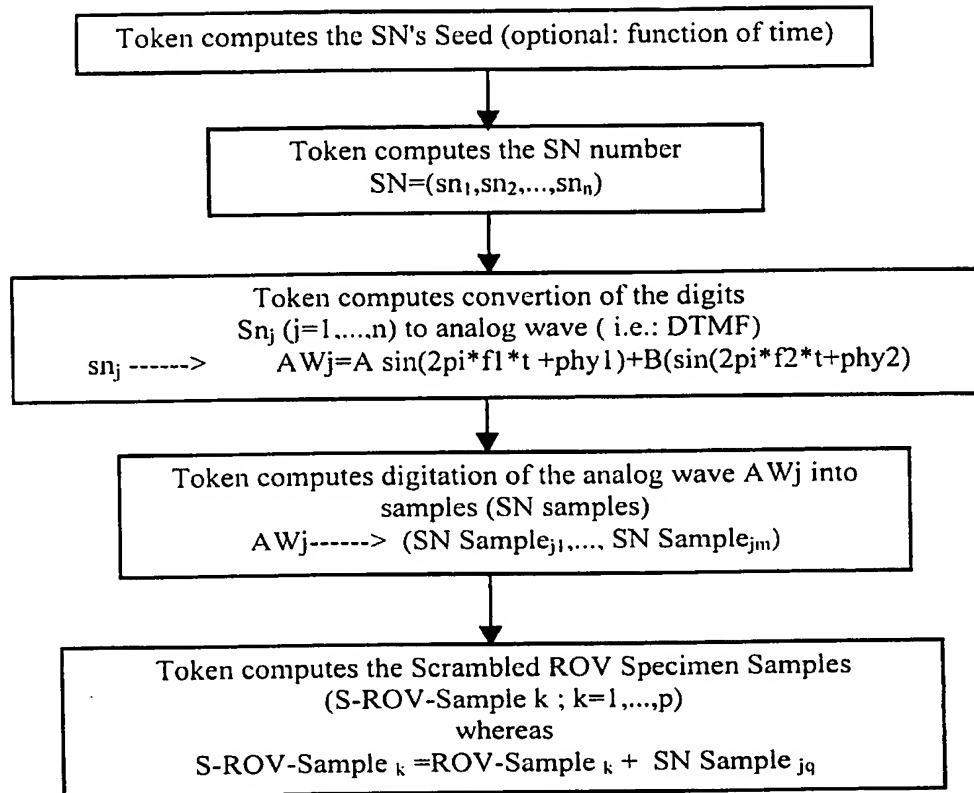 Token computes the SN's Seed (optional: function of time)
Token computes the SN number
SN=(sn₁,sn₂,...,snₙ)
Token computes convertion of the digits
Snⱼ (j=1,...,n) to analog wave ( i.e.: DTMF)
snⱼ ------> AWj=A sin(2pi*f1*t +phy1)+B(sin(2pi*f2*t+phy2)
Token computes digitation of the analog wave AWj into
samples (SN samples)
AWj------> (SN Sample_j1,..., SN Sample_jm)
Token computes the Scrambled ROV Specimen Samples
(S-ROV-Sample k ; k=1,...,p)
whereas
S-ROV-Sample ₖ =ROV-Sample ₖ + SN Sample _jq